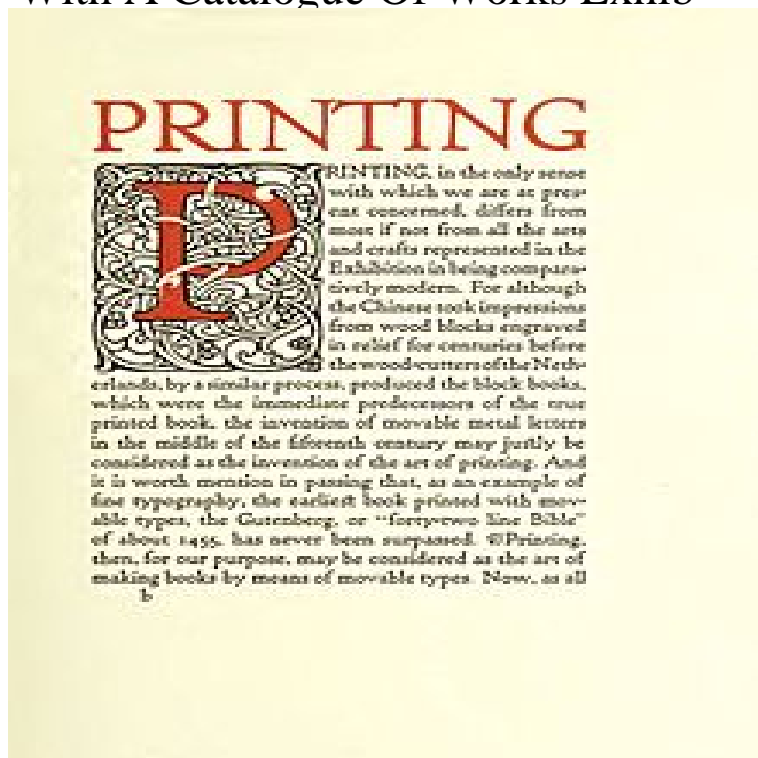 With A Catalogue Of Works Exhib
PRINTING
PRINTING, in the only sense
with which we are at pres-
ent concerned, differs from
most if not from all the arts
and crafts represented in the
Exhibition in being compara-
tively modern. For although
the Chinese took impressions
from wood blocks engraved
in relief for centuries before
the wood-cutters of the Neth-
erlands, by a similar process, produced the block books,
which were the immediate predecessors of the true
printed book, the invention of movable metal letters
in the middle of the fifteenth century may justly be
considered as the invention of the art of printing. And
it is worth mention in passing that, as an example of
fine typography, the earliest book printed with mov-
able types, the Gutenberg, or "forty-two line Bible"
of about 1455, has never been surpassed. ¶ Printing,
then, for our purpose, may be considered as the art of
making books by means of movable types. Now, as all
b